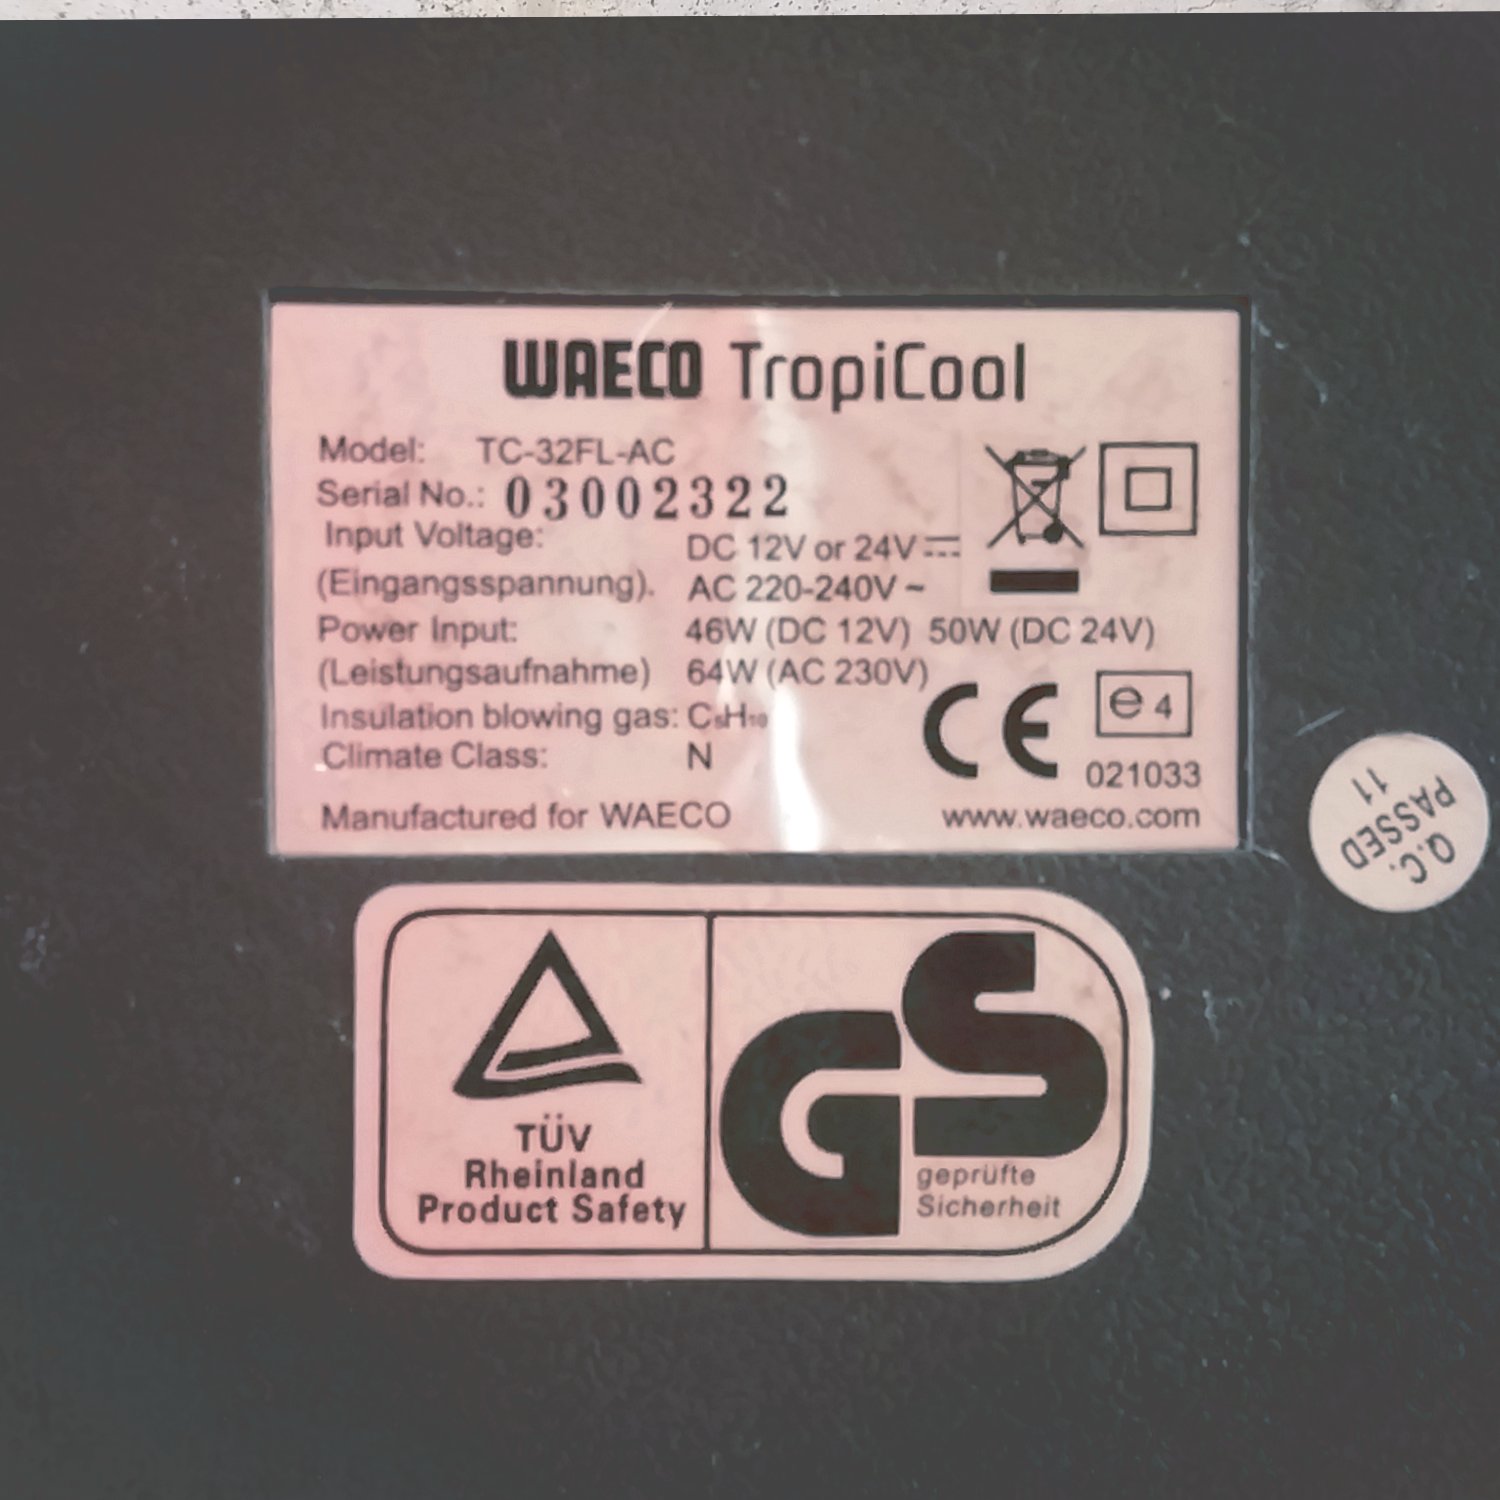 WAECO TropiCool
Model: TC-32FL-AC
Serial No.: 03002322
Input Voltage: DC 12V or 24V
(Eingangsspannung). AC 220-240V ~
Power Input: 46W (DC 12V) 50W (DC 24V)
(Leistungsaufnahme) 64W (AC 230V)
Insulation blowing gas: C₅H₁₀
Climate Class: N
CE
e 4
021033
Manufactured for WAECO
www.waeco.com
Q.C.
PASSED
11
TÜV
Rheinland
Product Safety
GS
geprüfte
Sicherheit